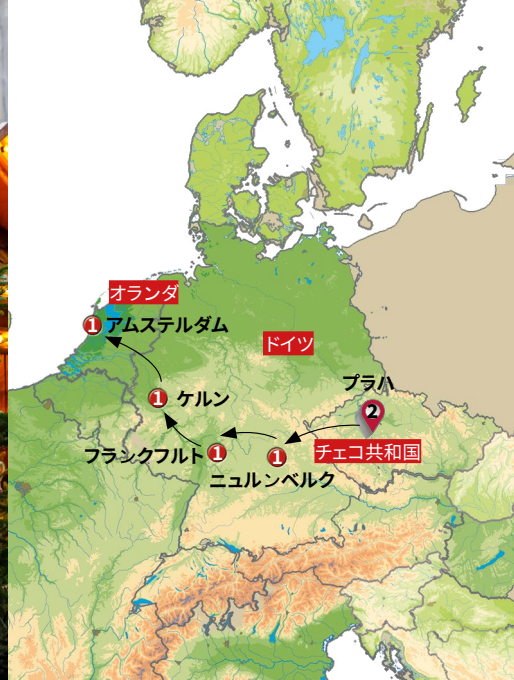 オランダ
1 アムステルダム
ドイツ
プラハ
2
1 ケルン
フランクフルト 1
1
チェコ共和国
ニュルンベルク